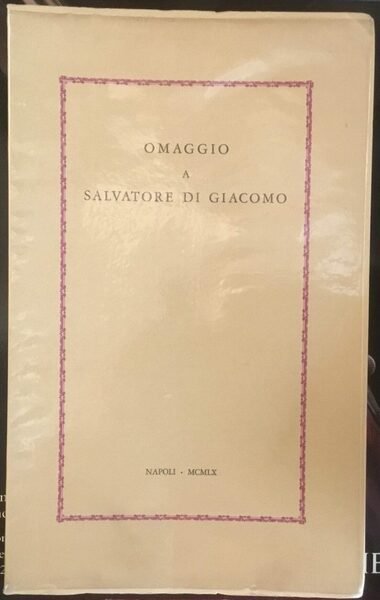 OMAGGIO
A
SALVATORE DI GIACOMO
NAPOLI · MCMLX